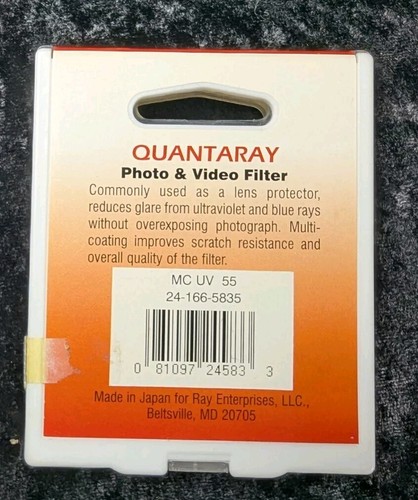 QUANTARAY
Photo & Video Filter
Commonly used as a lens protector,
reduces glare from ultraviolet and blue rays
without overexposing photograph. Multi-
coating improves scratch resistance and
overall quality of the filter.
MC UV 55
24-166-5835
0 81097 24583 3
Made in Japan for Ray Enterprises, LLC.,
Beltsville, MD 20705